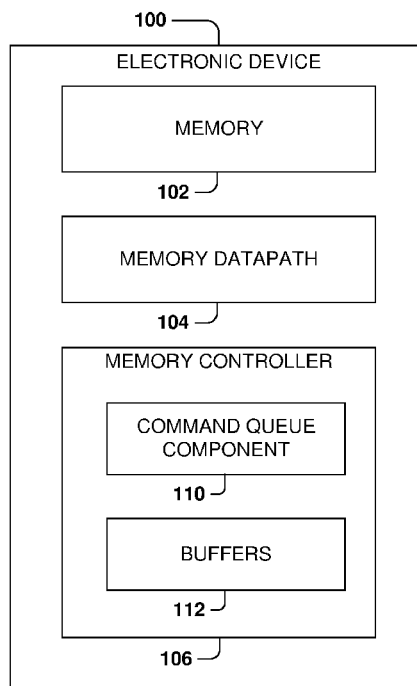 100
ELECTRONIC DEVICE
MEMORY
102
MEMORY DATAPATH
104
MEMORY CONTROLLER
COMMAND QUEUE
COMPONENT
110
BUFFERS
112
106